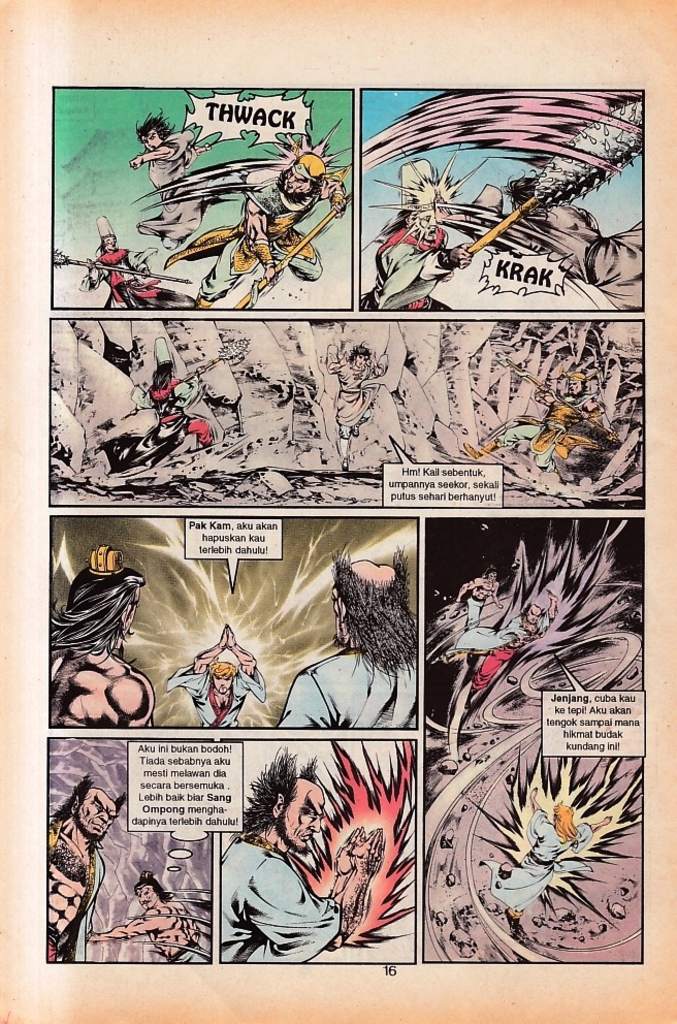 THWACK
KRAK
Hm! Kail sebentuk,
umpannya seekor, sekali
putus sehari berhanyut!
Pak Kam, aku akan
hapuskan kau
terlebih dahulu!
Jenjang, cuba kau
ke tepi! Aku akan
tengok sampai mana
hikmat budak
kundang ini!
Aku ini bukan bodoh!
Tiada sebabnya aku
mesti melawan dia
secara bersemuka .
Lebih baik biar Sang
Ompong mengha-
dapinya terlebih dahulu!
16